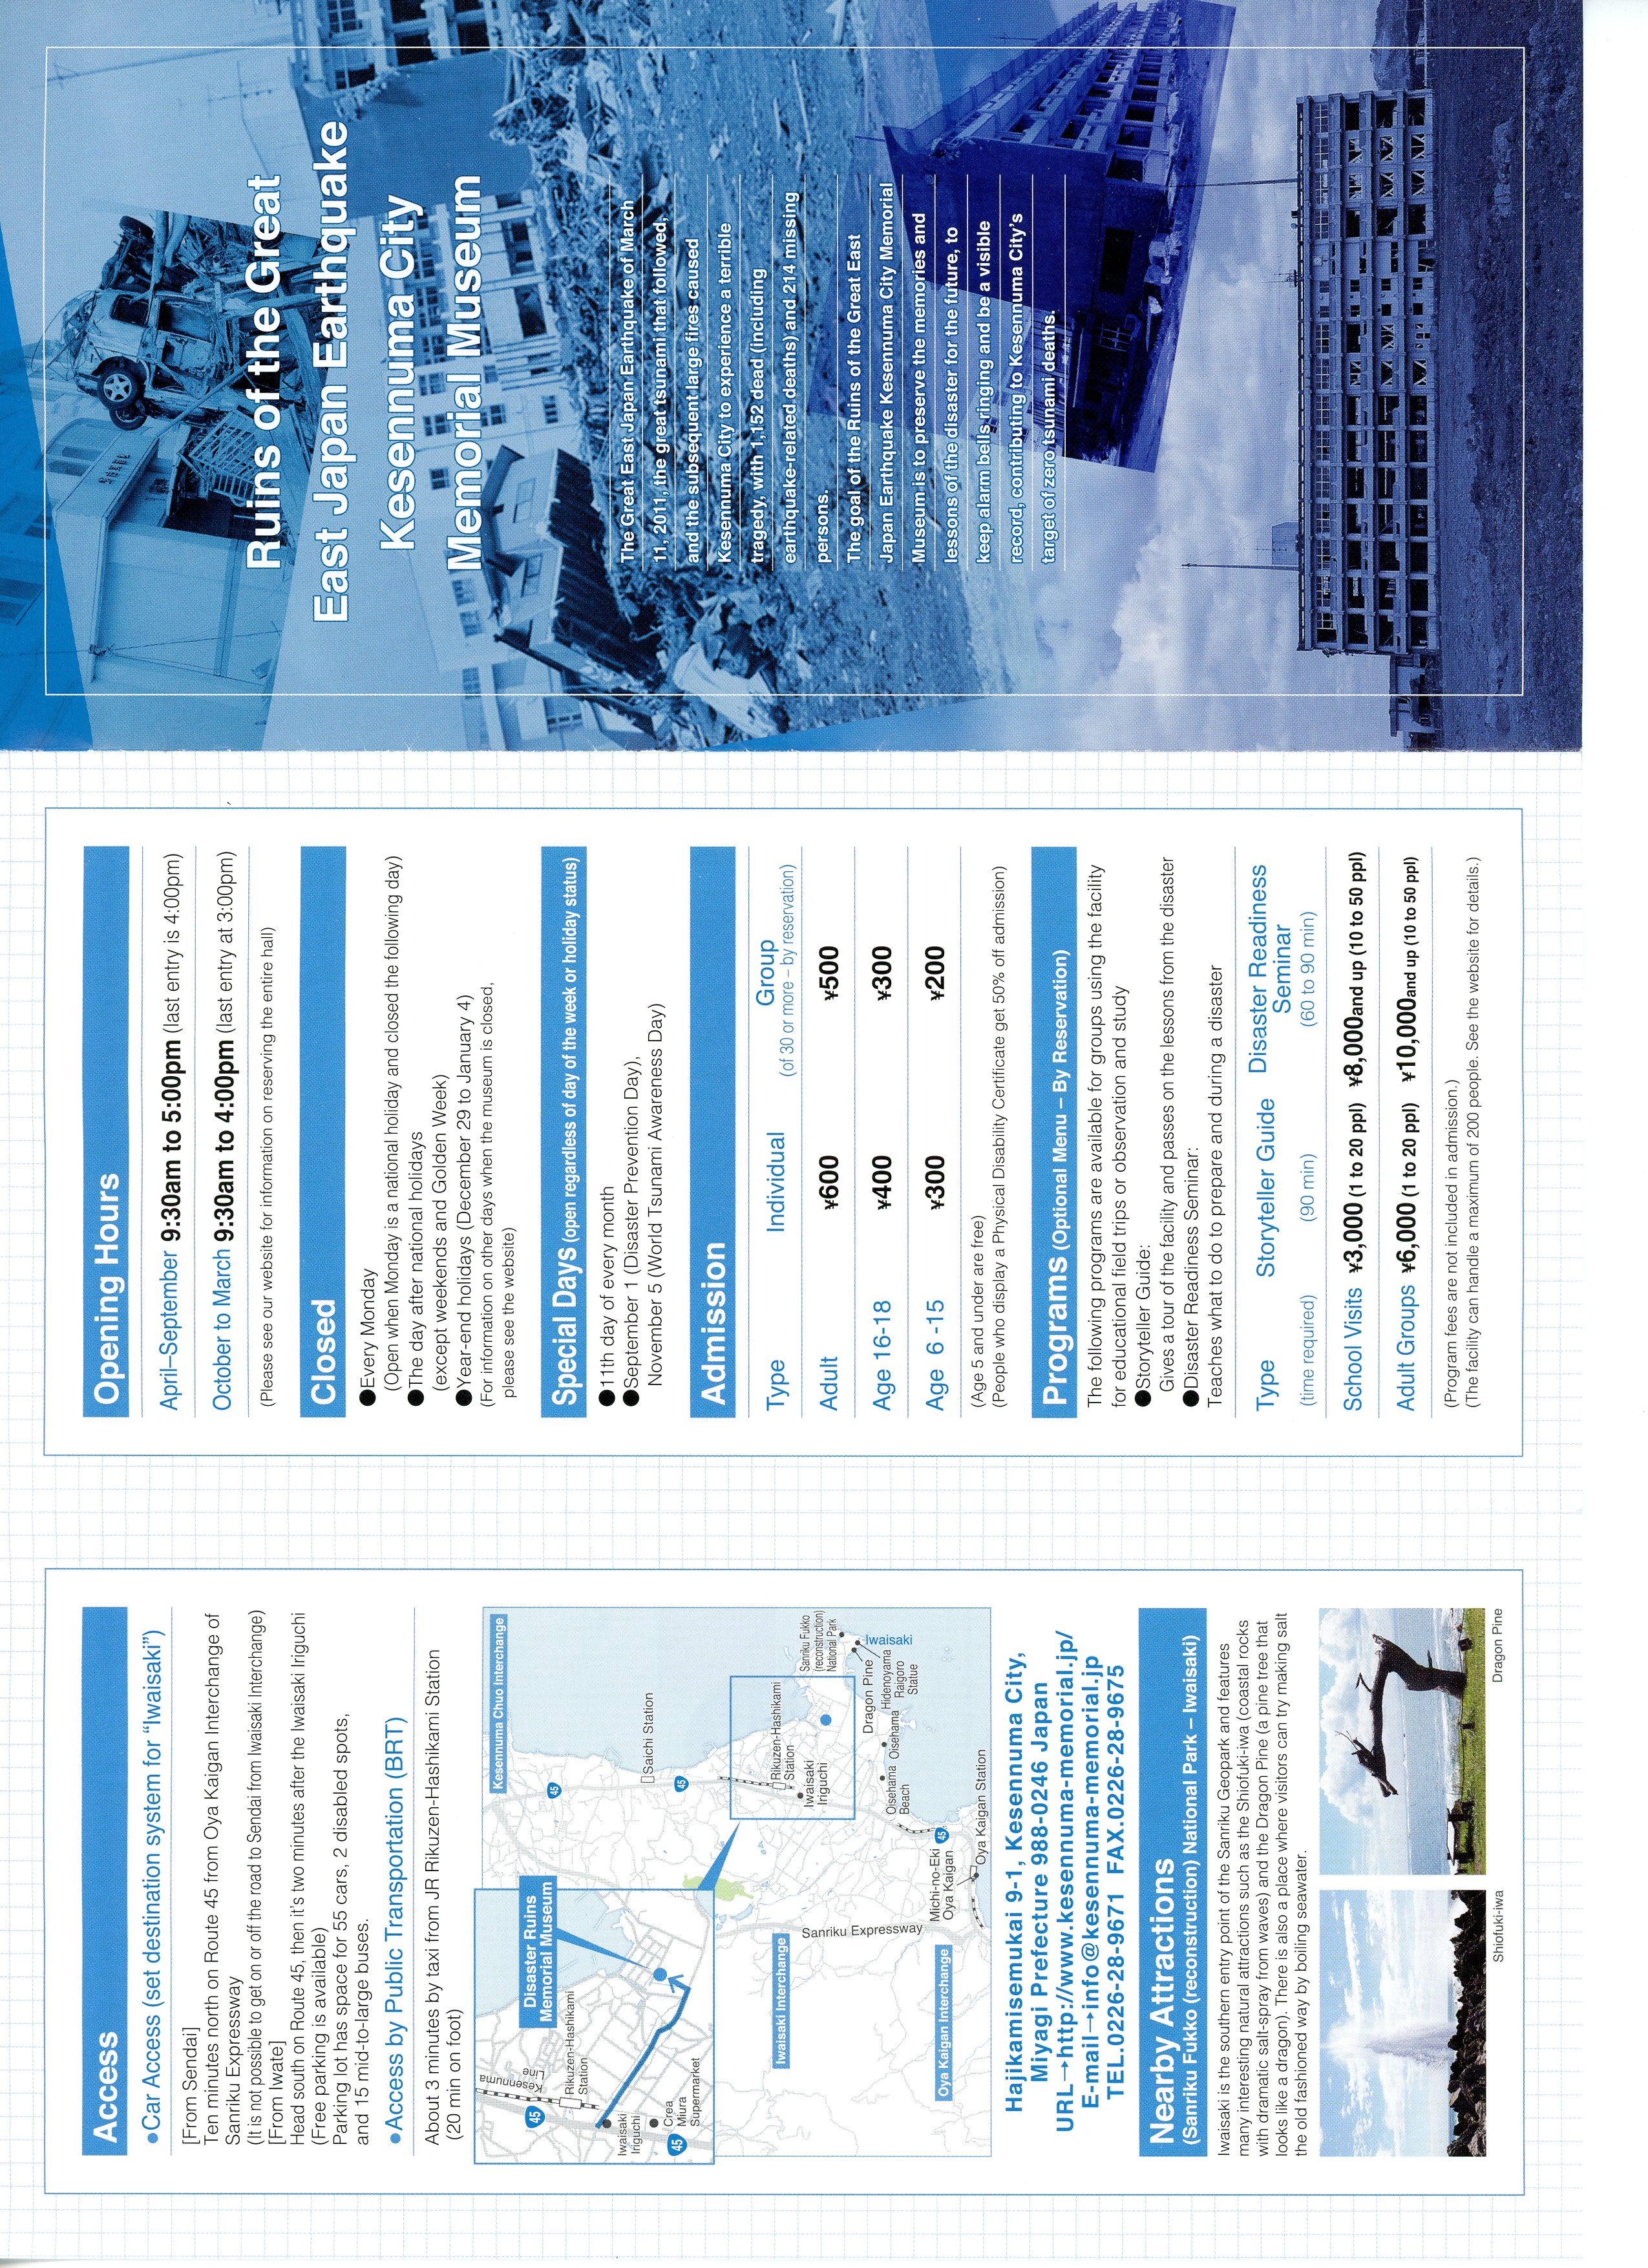 Access
●Car Access (set destination system for “Iwaisaki”)
[From Sendai]
Ten minutes north on Route 45 from Oya Kaigan Interchange of
Sanriku Expressway
(It is not possible to get on or off the road to Sendai from Iwaisaki Interchange)
[From Iwate]
Head south on Route 45, then it’s two minutes after the Iwaisaki Iriguchi
(Free parking is available)
Parking lot has space for 55 cars, 2 disabled spots,
and 15 mid-to-large buses.
●Access by Public Transportation (BRT)
About 3 minutes by taxi from JR Rikuzen-Hashikami Station
(20 min on foot)
Kesennuma
Line
45
Disaster Ruins
Memorial Museum
Rikuzen-Hashikami
Station
Iwaisaki
Iriguchi
45
Crea
Miura
Supermarket
Kesennuma Chuo Interchange
45
Saichi Station
45
Iwaisaki Interchange
Rikuzen-Hashikami
Station
Iwaisaki
Iriguchi
Sanriku Fukko
(reconstruction)
National Park
Sanriku Expressway
Dragon Pine
Iwaisaki
Oisehama
Beach
Oisehama
Hidenoyama
Raigoro
Statue
Oya Kaigan Interchange
Michi-no-Eki
Oya Kaigan
45
Oya Kaigan Station
Hajikamisemukai 9-1, Kesennuma City,
Miyagi Prefecture 988-0246 Japan
URL→http://www.kesennuma-memorial.jp/
E-mail→info@kesennuma-memorial.jp
TEL.0226-28-9671 FAX.0226-28-9675
Nearby Attractions
(Sanriku Fukko (reconstruction) National Park – Iwaisaki)
Iwaisaki is the southern entry point of the Sanriku Geopark and features
many interesting natural attractions such as the Shiofuki-iwa (coastal rocks
with dramatic salt-spray from waves) and the Dragon Pine (a pine tree that
looks like a dragon). There is also a place where visitors can try making salt
the old fashioned way by boiling seawater.
Shiofuki-iwa
Dragon Pine
Opening Hours
April–September 9:30am to 5:00pm (last entry is 4:00pm)
October to March 9:30am to 4:00pm (last entry at 3:00pm)
(Please see our website for information on reserving the entire hall)
Closed
●Every Monday
(Open when Monday is a national holiday and closed the following day)
●The day after national holidays
(except weekends and Golden Week)
●Year-end holidays (December 29 to January 4)
(For information on other days when the museum is closed,
please see the website)
Special Days (open regardless of day of the week or holiday status)
●11th day of every month
●September 1 (Disaster Prevention Day),
November 5 (World Tsunami Awareness Day)
Admission
Type Individual Group
(of 30 or more – by reservation)
Adult ¥600 ¥500
Age 16-18 ¥400 ¥300
Age 6 -15 ¥300 ¥200
(Age 5 and under are free)
(People who display a Physical Disability Certificate get 50% off admission)
Programs (Optional Menu – By Reservation)
The following programs are available for groups using the facility
for educational field trips or observation and study
●Storyteller Guide:
Gives a tour of the facility and passes on the lessons from the disaster
●Disaster Readiness Seminar:
Teaches what to do to prepare and during a disaster
Type Storyteller Guide Disaster Readiness
Seminar
(time required) (90 min) (60 to 90 min)
School Visits ¥3,000 (1 to 20 ppl) ¥8,000and up (10 to 50 ppl)
Adult Groups ¥6,000 (1 to 20 ppl) ¥10,000and up (10 to 50 ppl)
(Program fees are not included in admission.)
(The facility can handle a maximum of 200 people. See the website for details.)
Ruins of the Great
East Japan Earthquake
Kesennuma City
Memorial Museum
The Great East Japan Earthquake of March
11, 2011, the great tsunami that followed,
and the subsequent large fires caused
Kesennuma City to experience a terrible
tragedy, with 1,152 dead (including
earthquake-related deaths) and 214 missing
persons.
The goal of the Ruins of the Great East
Japan Earthquake Kesennuma City Memorial
Museum is to preserve the memories and
lessons of the disaster for the future, to
keep alarm bells ringing and be a visible
record, contributing to Kesennuma City’s
target of zero tsunami deaths.